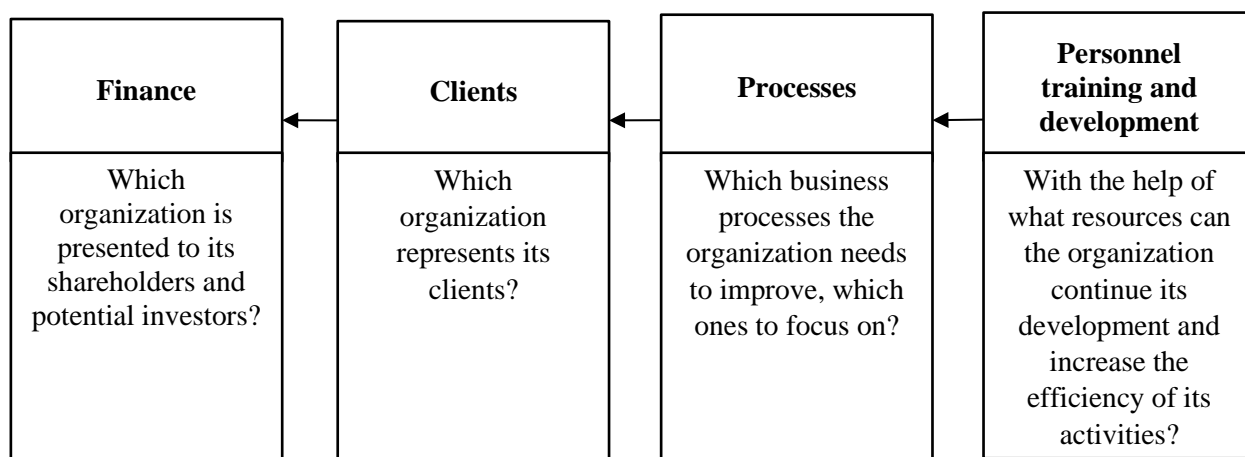 Finance
Which
organization is
presented to its
shareholders and
potential investors?
Clients
Which
organization
represents its
clients?
Processes
Which business
processes the
organization needs
to improve, which
ones to focus on?
Personnel
training and
development
With the help of
what resources can
the organization
continue its
development and
increase the
efficiency of its
activities?